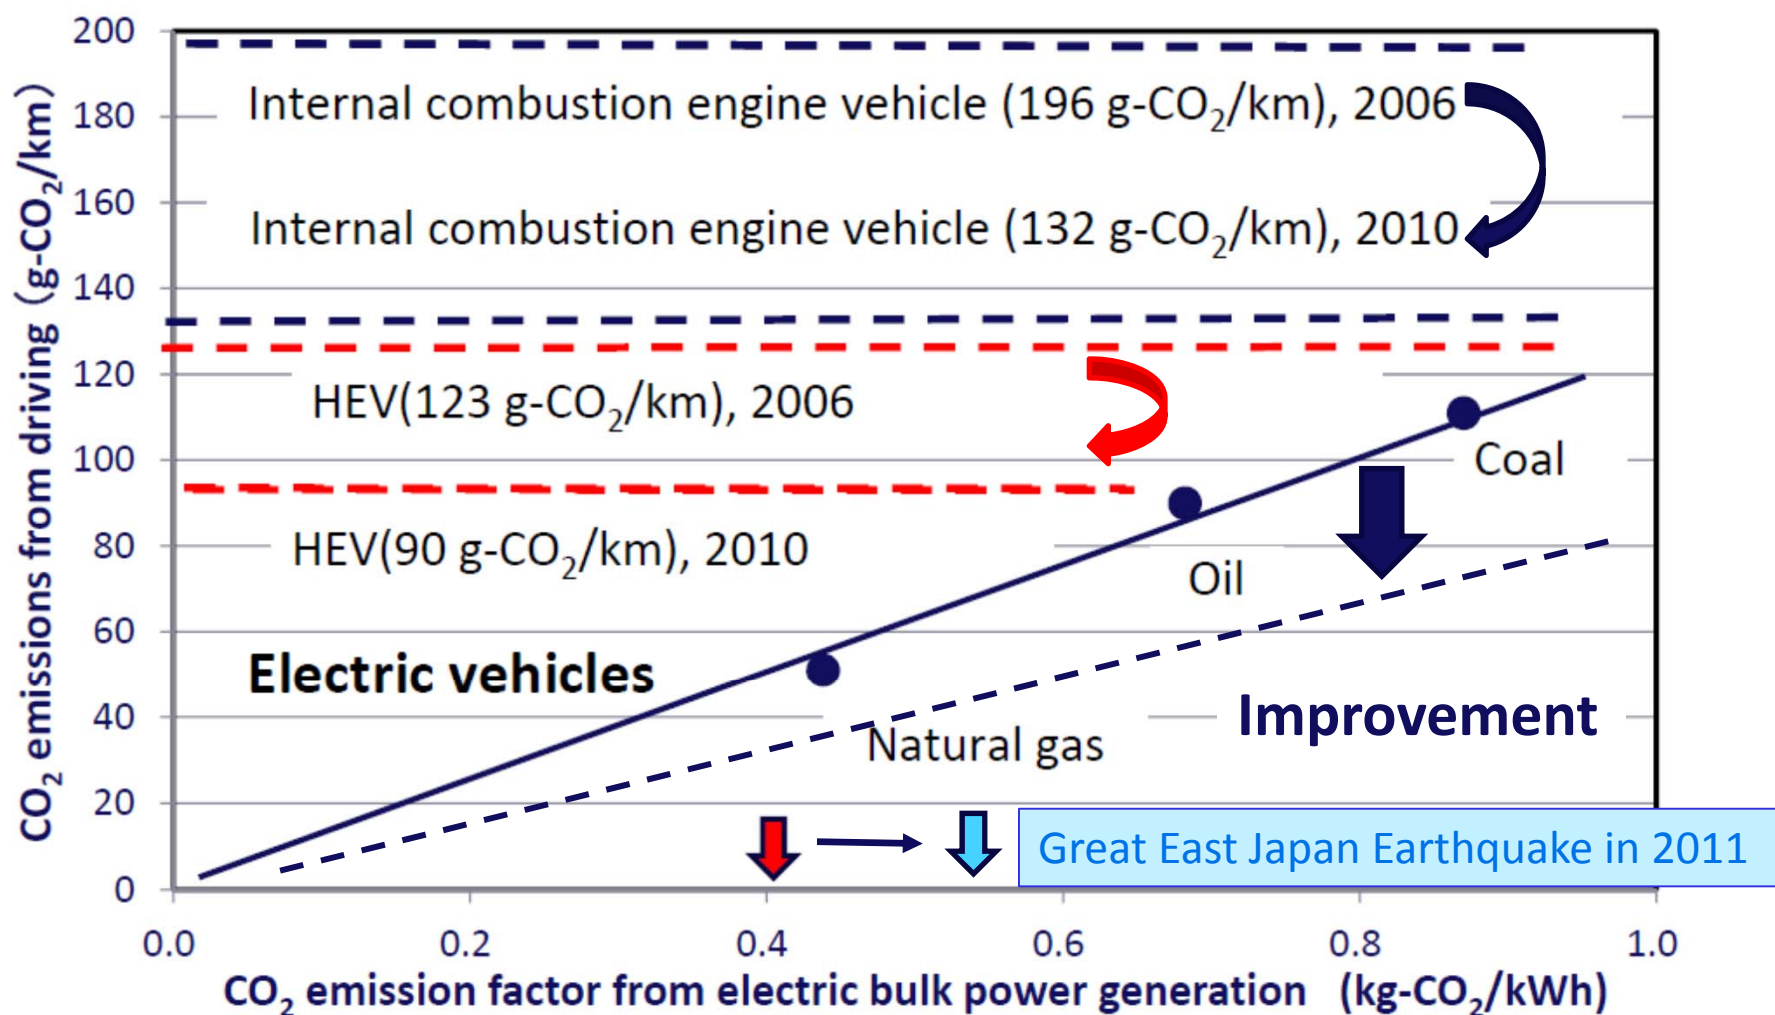 CO₂ emissions from driving (g-CO₂/km)
200
180
160
140
120
100
80
60
40
20
0
Internal combustion engine vehicle (196 g-CO₂/km), 2006
Internal combustion engine vehicle (132 g-CO₂/km), 2010
HEV(123 g-CO₂/km), 2006
HEV(90 g-CO₂/km), 2010
Coal
Oil
Electric vehicles
Natural gas
Improvement
Great East Japan Earthquake in 2011
0.0 0.2 0.4 0.6 0.8 1.0
CO₂ emission factor from electric bulk power generation (kg-CO₂/kWh)